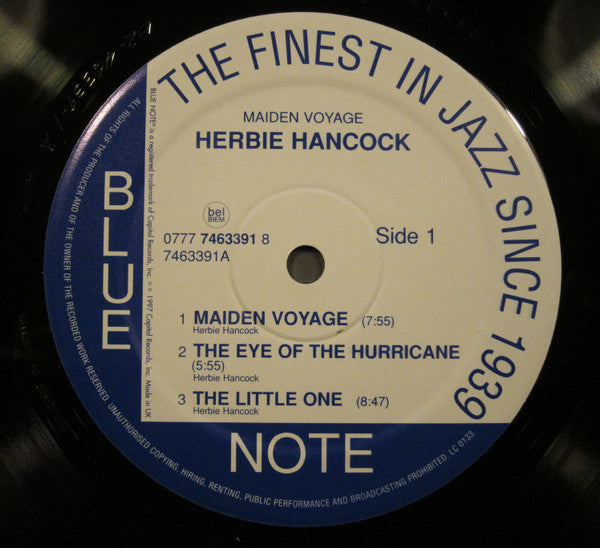 THE FINEST IN JAZZ SINCE 1939
MAIDEN VOYAGE
HERBIE HANCOCK
bel
BIEM
0777 7463391 8
Side 1
7463391A
1 MAIDEN VOYAGE (7:55)
Herbie Hancock
2 THE EYE OF THE HURRICANE
(5:55)
Herbie Hancock
3 THE LITTLE ONE (8:47)
Herbie Hancock
BLUE
NOTE
BLUE NOTE® is a registered trademark of Capitol Records, Inc. ℗© 1997 Capitol Records, Inc. Made in UK
ALL RIGHTS OF THE PRODUCER AND OF THE OWNER OF THE RECORDED WORK RESERVED. UNAUTHORISED COPYING, HIRING, RENTING, PUBLIC PERFORMANCE AND BROADCASTING PROHIBITED. LC 0133